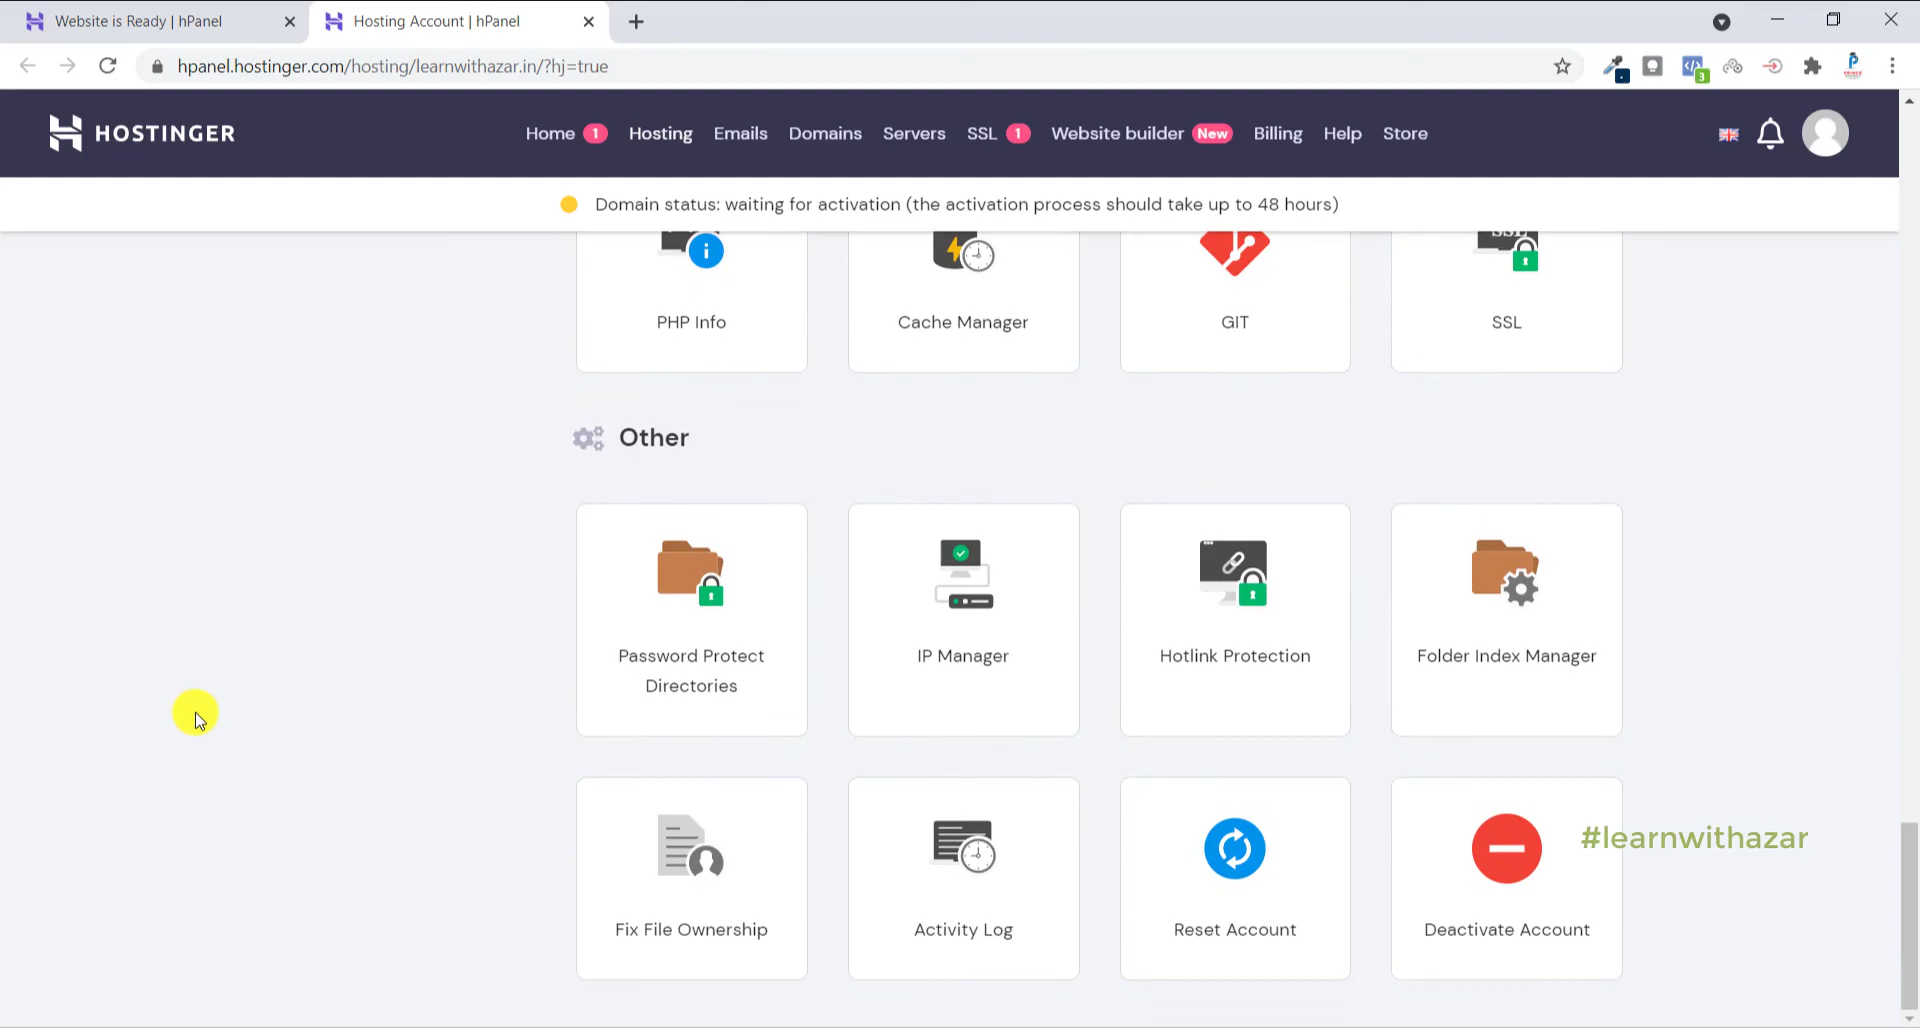 Website is Ready | hPanel
Hosting Account | hPanel
hpanel.hostinger.com/hosting/learnwithazar.in/?hj=true
3
HOSTINGER
Home 1 Hosting Emails Domains Servers SSL 1 Website builder New Billing Help Store
Domain status: waiting for activation (the activation process should take up to 48 hours)
SSL
PHP Info
Cache Manager
GIT
SSL
Other
Password Protect
Directories
IP Manager
Hotlink Protection
Folder Index Manager
Fix File Ownership
Activity Log
Reset Account
Deactivate Account
#learnwithazar